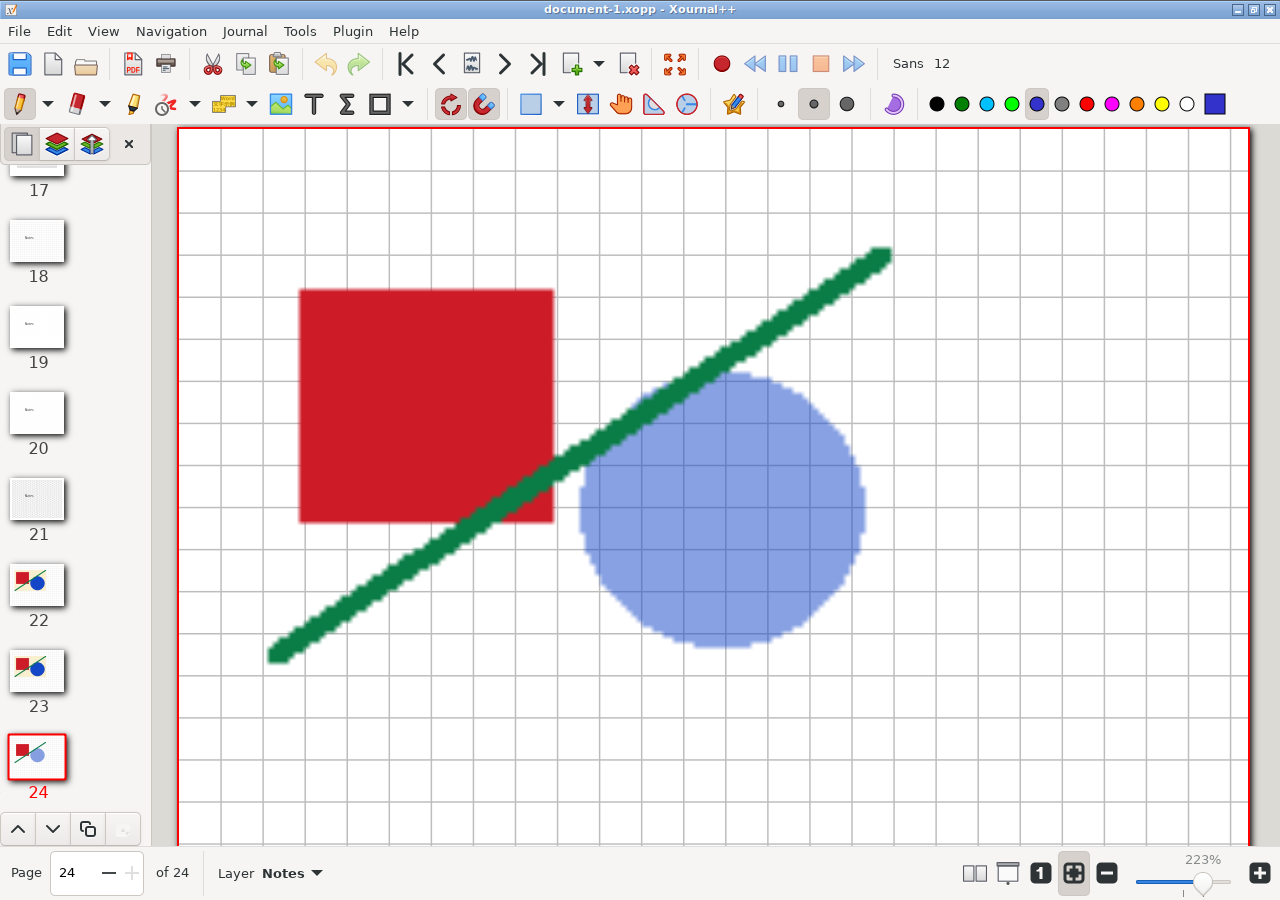 document-1.xopp - Xournal++
File Edit View Navigation Journal Tools Plugin Help
Sans 12
17
18
19
20
21
22
23
24
Page 24 of 24 Layer Notes 223%